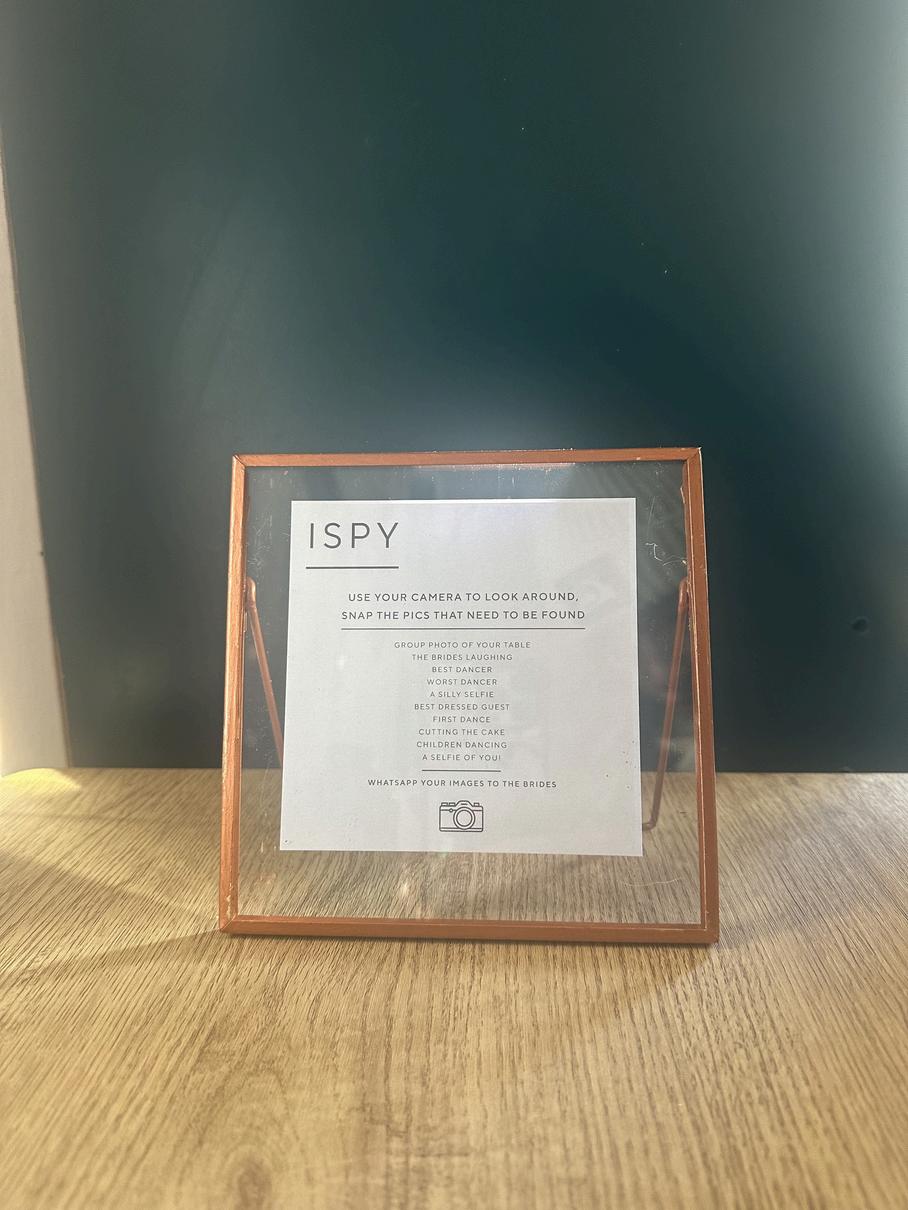 ISPY
USE YOUR CAMERA TO LOOK AROUND,
SNAP THE PICS THAT NEED TO BE FOUND
GROUP PHOTO OF YOUR TABLE
THE BRIDES LAUGHING
BEST DANCER
WORST DANCER
A SILLY SELFIE
BEST DRESSED GUEST
FIRST DANCE
CUTTING THE CAKE
CHILDREN DANCING
A SELFIE OF YOU!
WHATSAPP YOUR IMAGES TO THE BRIDES